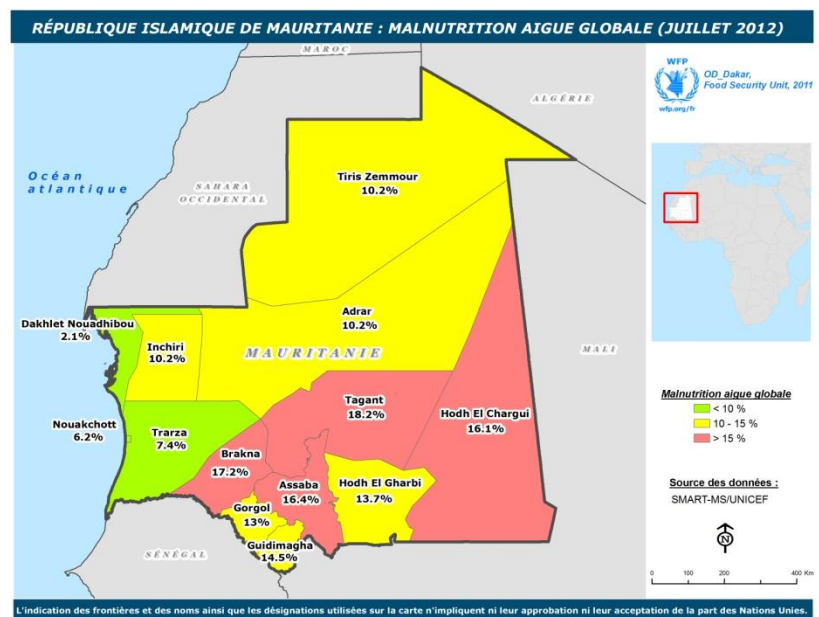 RÉPUBLIQUE ISLAMIQUE DE MAURITANIE : MALNUTRITION AIGUE GLOBALE (JUILLET 2012)
MAROC
ALGÉRIE
Océan
atlantique
SAHARA
OCCIDENTAL
Tiris Zemmour
10.2%
Dakhlet Nouadhibou
2.1%
Inchiri
10.2%
Adrar
10.2%
MAURITANIE
MALI
Nouakchott
6.2%
Trarza
7.4%
Tagant
18.2%
Hodh El Chargui
16.1%
Brakna
17.2%
Assaba
16.4%
Hodh El Gharbi
13.7%
Gorgol
13%
Guidimagha
14.5%
SÉNÉGAL
WFP
wfp.org/fr
OD_Dakar,
Food Security Unit, 2011
Malnutrition aigue globale
< 10 %
10 - 15 %
> 15 %
Source des données :
SMART-MS/UNICEF
N
0 100 200 400 Km
L'indication des frontières et des noms ainsi que les désignations utilisées sur la carte n'impliquent ni leur approbation ni leur acceptation de la part des Nations Unies.